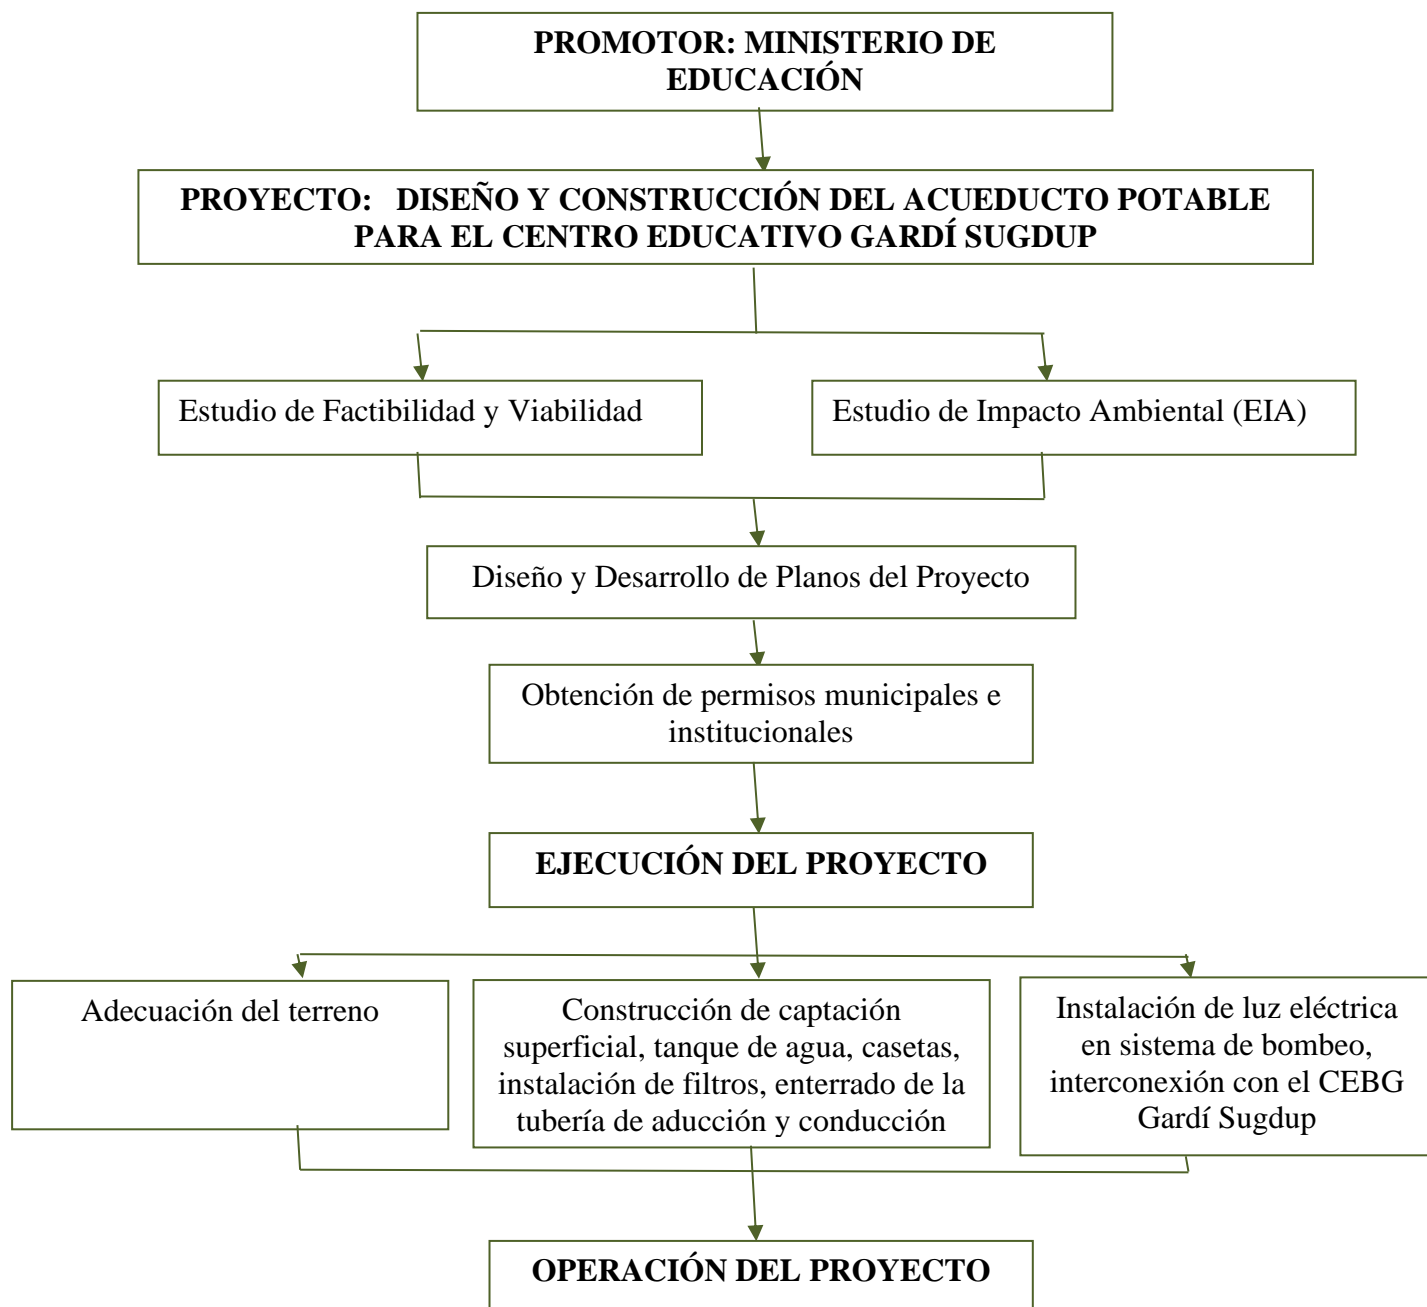 PROMOTOR: MINISTERIO DE
EDUCACIÓN
PROYECTO: DISEÑO Y CONSTRUCCIÓN DEL ACUEDUCTO POTABLE
PARA EL CENTRO EDUCATIVO GARDÍ SUGDUP
Estudio de Factibilidad y Viabilidad
Estudio de Impacto Ambiental (EIA)
Diseño y Desarrollo de Planos del Proyecto
Obtención de permisos municipales e
institucionales
EJECUCIÓN DEL PROYECTO
Adecuación del terreno
Construcción de captación
superficial, tanque de agua, casetas,
instalación de filtros, enterrado de la
tubería de aducción y conducción
Instalación de luz eléctrica
en sistema de bombeo,
interconexión con el CEBG
Gardí Sugdup
OPERACIÓN DEL PROYECTO